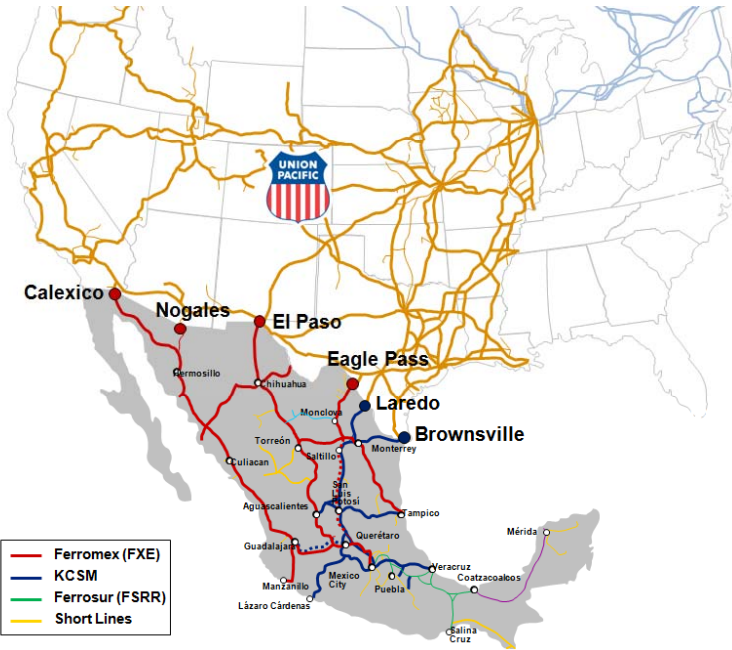 UNION
PACIFIC
Calexico
Nogales
El Paso
Eagle Pass
Laredo
Brownsville
Hermosillo
Chihuahua
Monclova
Torreón
Saltillo
Monterrey
Culiacan
San
Luis
Potosí
Aguascalientes
Tampico
Guadalajara
Querétaro
Mérida
Manzanillo
Mexico
City
Veracruz
Puebla
Coatzacoalcos
Lázaro Cárdenas
Salina
Cruz
Ferromex (FXE)
KCSM
Ferrosur (FSRR)
Short Lines